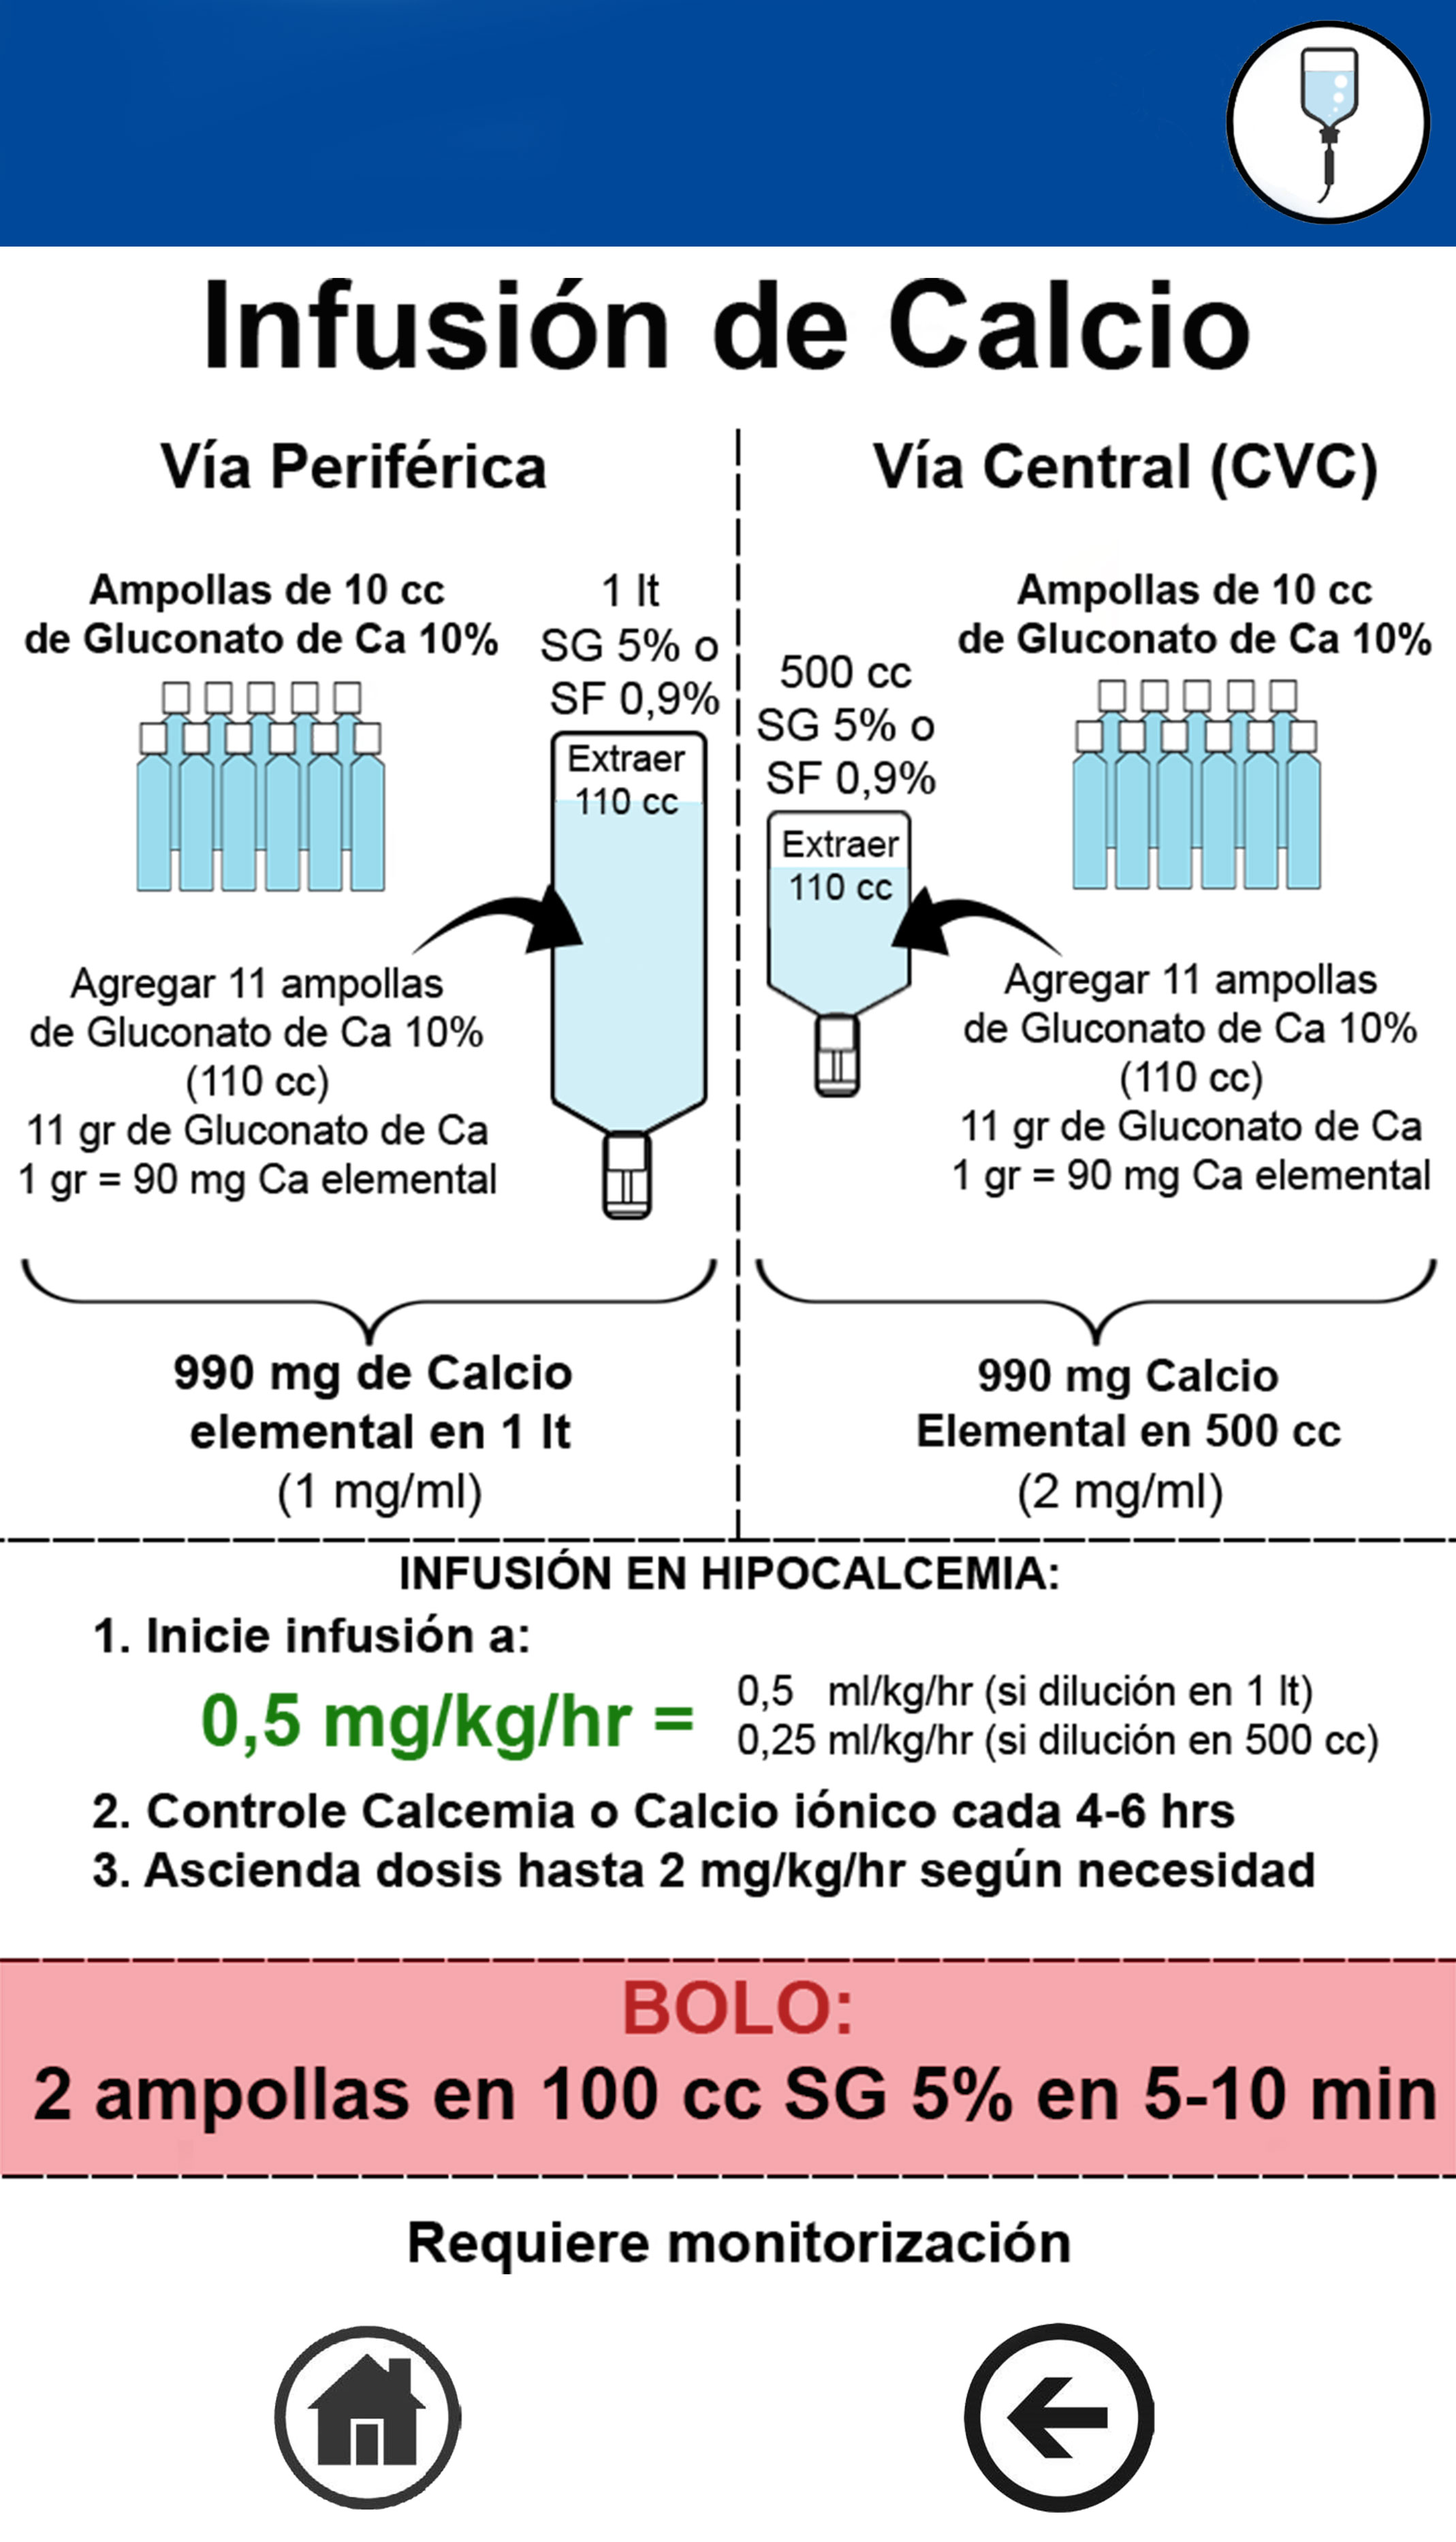 Infusión de Calcio
Vía Periférica
Ampollas de 10 cc
de Gluconato de Ca 10%
1 lt
SG 5% o
SF 0,9%
Extraer
110 cc
Agregar 11 ampollas
de Gluconato de Ca 10%
(110 cc)
11 gr de Gluconato de Ca
1 gr = 90 mg Ca elemental
990 mg de Calcio
elemental en 1 lt
(1 mg/ml)
Vía Central (CVC)
Ampollas de 10 cc
de Gluconato de Ca 10%
500 cc
SG 5% o
SF 0,9%
Extraer
110 cc
Agregar 11 ampollas
de Gluconato de Ca 10%
(110 cc)
11 gr de Gluconato de Ca
1 gr = 90 mg Ca elemental
990 mg Calcio
Elemental en 500 cc
(2 mg/ml)
INFUSIÓN EN HIPOCALCEMIA:
1. Inicie infusión a:
0,5 mg/kg/hr =
0,5 ml/kg/hr (si dilución en 1 lt)
0,25 ml/kg/hr (si dilución en 500 cc)
2. Controle Calcemia o Calcio iónico cada 4-6 hrs
3. Ascienda dosis hasta 2 mg/kg/hr según necesidad
BOLO:
2 ampollas en 100 cc SG 5% en 5-10 min
Requiere monitorización